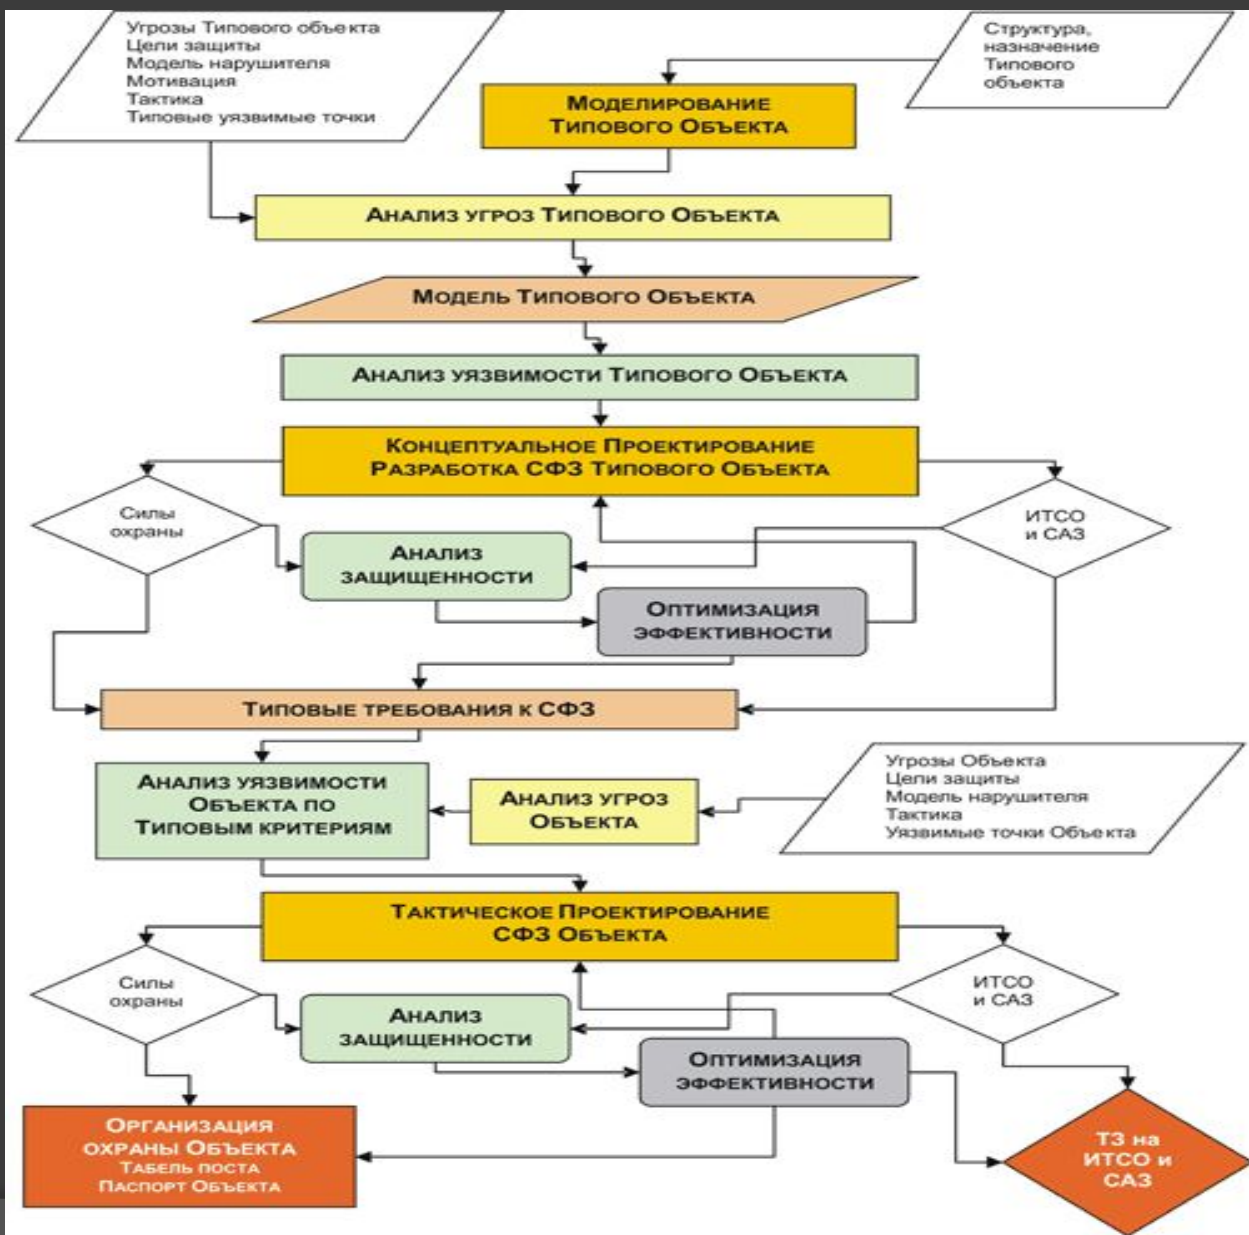 Угрозы Типового объекта
Цели защиты
Модель нарушителя
Мотивация
Тактика
Типовые уязвимые точки
Структура,
назначение
Типового
объекта
Моделирование
Типового Объекта
Анализ угроз Типового Объекта
Модель Типового Объекта
Анализ уязвимости Типового Объекта
Концептуальное Проектирование
Разработка СФЗ Типового Объекта
Силы
охраны
ИТСО
и САЗ
Анализ
защищенности
Оптимизация
эффективности
Типовые требования к СФЗ
Анализ уязвимости
Объекта по
Типовым критериям
Анализ угроз
Объекта
Угрозы Объекта
Цели защиты
Модель нарушителя
Тактика
Уязвимые точки Объекта
Тактическое Проектирование
СФЗ Объекта
Силы
охраны
ИТСО
и САЗ
Анализ
защищенности
Оптимизация
эффективности
Организация
охраны Объекта
Табель поста
Паспорт Объекта
ТЗ на
ИТСО и
САЗ